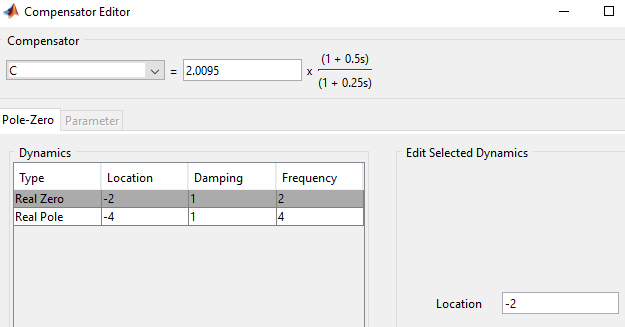 Compensator Editor
Compensator
C = 2.0095 x (1 + 0.5s)
(1 + 0.25s)
Pole-Zero Parameter
Dynamics
Type Location Damping Frequency
Real Zero -2 1 2
Real Pole -4 1 4
Edit Selected Dynamics
Location -2